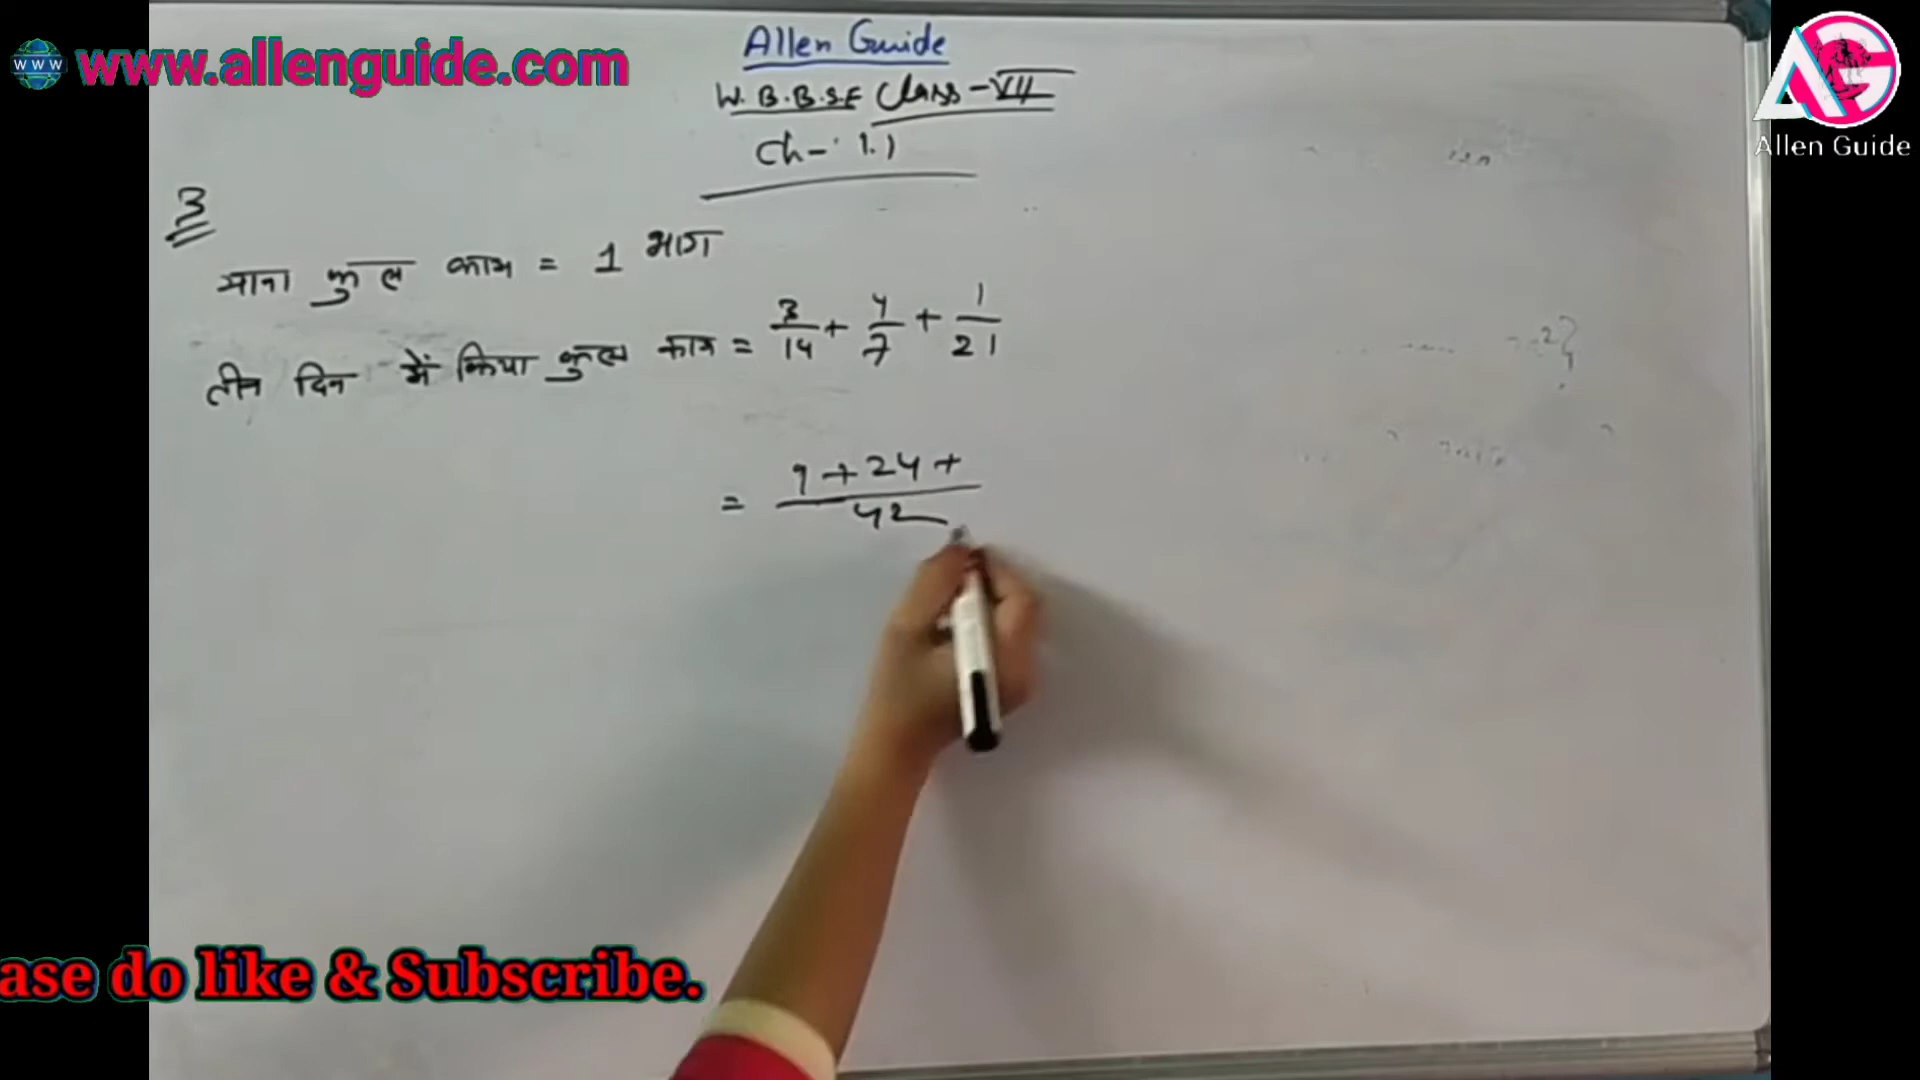 www.allenguide.com
Allen Guide
W.B.B.S.E Class - VII
Ch - 1.1
Allen Guide
3
माना कुल काम = 1 भाग
तीन दिन में किया कुल काम = 3/14 + 4/7 + 1/21
= 9 + 24 + / 42
ase do like & Subscribe.